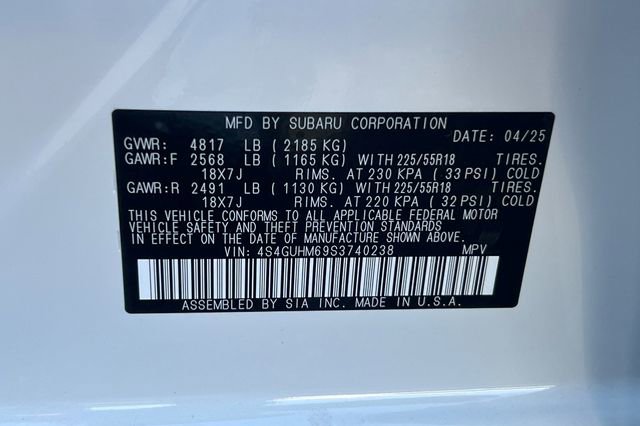 MFD BY SUBARU CORPORATION
DATE: 04/25
GVWR: 4817 LB (2185 KG)
GAWR:F 2568 LB (1165 KG) WITH 225/55R18 TIRES.
18X7J RIMS. AT 230 KPA (33 PSI) COLD
GAWR:R 2491 LB (1130 KG) WITH 225/55R18 TIRES.
18X7J RIMS. AT 220 KPA (32 PSI) COLD
THIS VEHICLE CONFORMS TO ALL APPLICABLE FEDERAL MOTOR
VEHICLE SAFETY AND THEFT PREVENTION STANDARDS
IN EFFECT ON THE DATE OF MANUFACTURE SHOWN ABOVE.
VIN: 4S4GUHM69S3740238 MPV
ASSEMBLED BY SIA INC. MADE IN U.S.A.